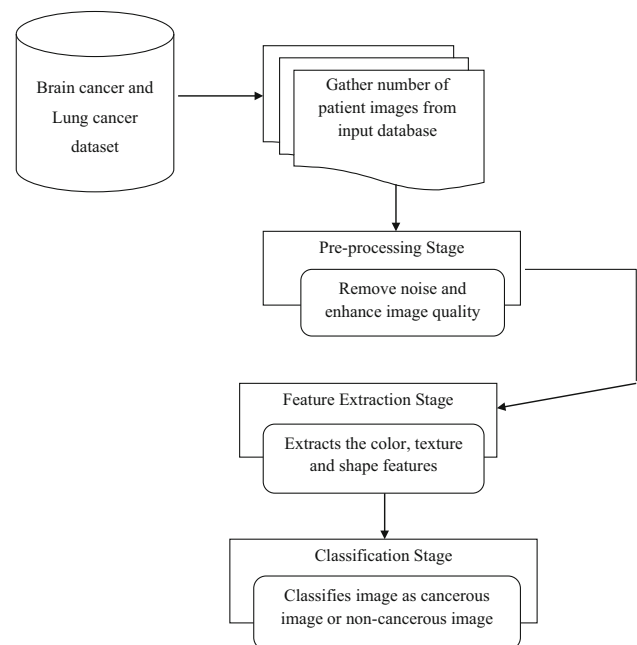 Brain cancer and
Lung cancer
dataset
Gather number of
patient images from
input database
Pre-processing Stage
Remove noise and
enhance image quality
Feature Extraction Stage
Extracts the color, texture
and shape features
Classification Stage
Classifies image as cancerous
image or non-cancerous image